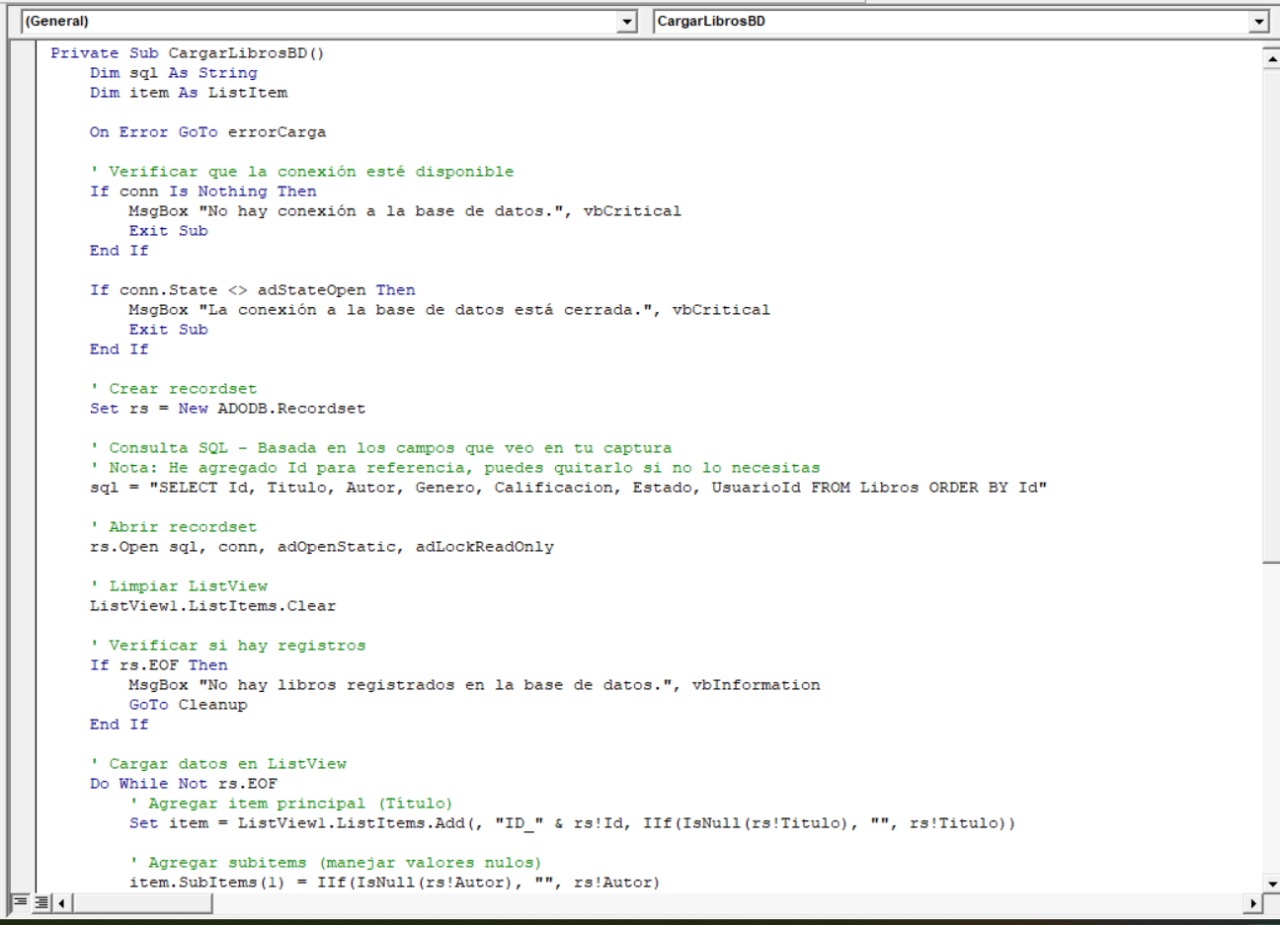 (General)
CargarLibrosBD
Private Sub CargarLibrosBD()
Dim sql As String
Dim item As ListItem
On Error GoTo errorCarga
' Verificar que la conexión esté disponible
If conn Is Nothing Then
MsgBox "No hay conexión a la base de datos.", vbCritical
Exit Sub
End If
If conn.State <> adStateOpen Then
MsgBox "La conexión a la base de datos está cerrada.", vbCritical
Exit Sub
End If
' Crear recordset
Set rs = New ADODB.Recordset
' Consulta SQL - Basada en los campos que veo en tu captura
' Nota: He agregado Id para referencia, puedes quitarlo si no lo necesitas
sql = "SELECT Id, Titulo, Autor, Genero, Calificacion, Estado, UsuarioId FROM Libros ORDER BY Id"
' Abrir recordset
rs.Open sql, conn, adOpenStatic, adLockReadOnly
' Limpiar ListView
ListView1.ListItems.Clear
' Verificar si hay registros
If rs.EOF Then
MsgBox "No hay libros registrados en la base de datos.", vbInformation
GoTo Cleanup
End If
' Cargar datos en ListView
Do While Not rs.EOF
' Agregar item principal (Título)
Set item = ListView1.ListItems.Add(, "ID_" & rs!Id, IIf(IsNull(rs!Titulo), "", rs!Titulo))
' Agregar subitems (manejar valores nulos)
item.SubItems(1) = IIf(IsNull(rs!Autor), "", rs!Autor)